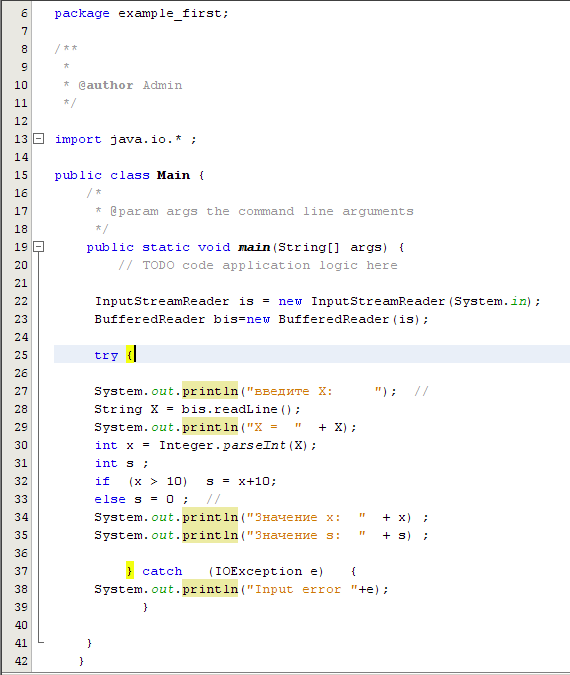 6 package example_first;
7
8 /**
9 *
10 * @author Admin
11 */
12
13 import java.io.* ;
14
15 public class Main {
16 /*
17 * @param args the command line arguments
18 */
19 public static void main(String[] args) {
20 // TODO code application logic here
21
22 InputStreamReader is = new InputStreamReader(System.in);
23 BufferedReader bis=new BufferedReader(is);
24
25 try {
26
27 System.out.println("введите X:     ");  //
28 String X = bis.readLine();
29 System.out.println("X =  "  + X);
30 int x = Integer.parseInt(X);
31 int s ;
32 if  (x > 10)  s = x+10;
33 else s = 0 ;  //
34 System.out.println("Значение x:  "  + x) ;
35 System.out.println("Значение s:  "  + s) ;
36
37 } catch   (IOException e)   {
38 System.out.println("Input error "+e);
39 }
40
41 }
42 }